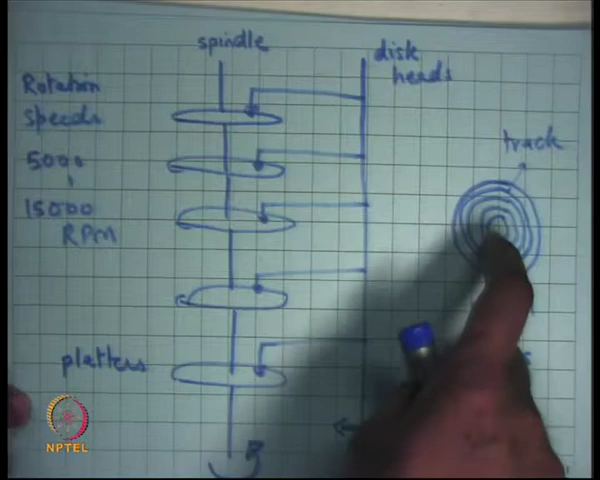 spindle
disk
heads
Rotation
speeds
5000
15000
RPM
track
platters
NPTEL